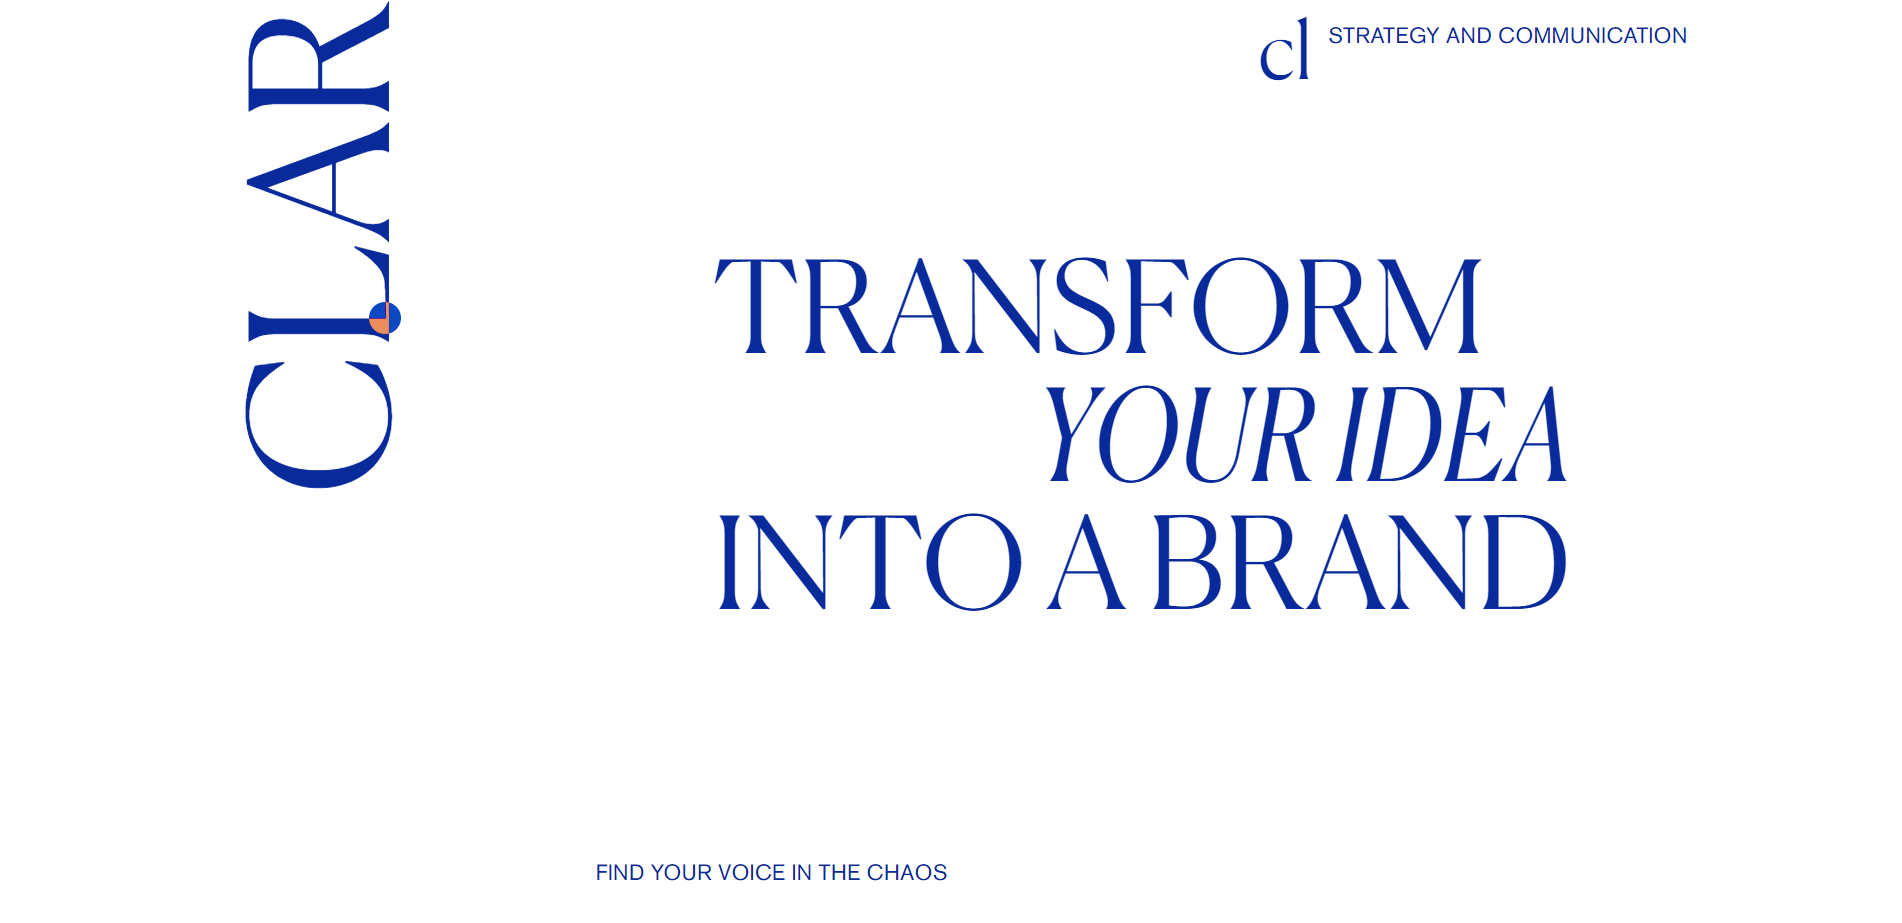 CLAR
cl
STRATEGY AND COMMUNICATION
TRANSFORM
YOUR IDEA
INTO A BRAND
FIND YOUR VOICE IN THE CHAOS